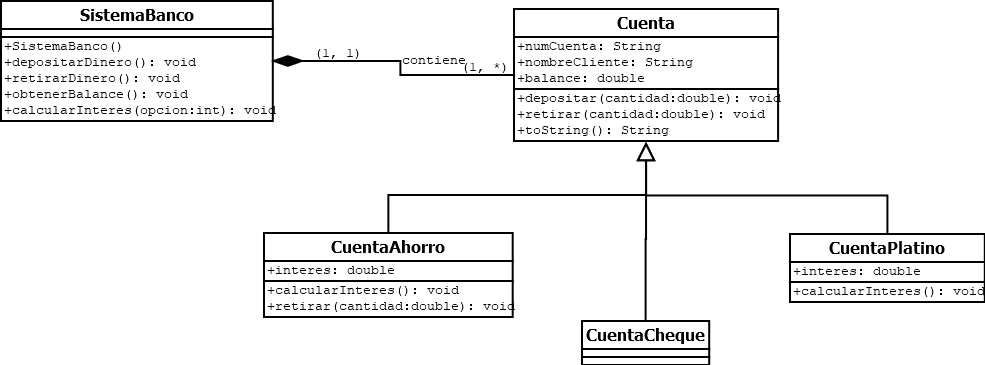 SistemaBanco
+SistemaBanco()
+depositarDinero(): void
+retirarDinero(): void
+obtenerBalance(): void
+calcularInteres(opcion:int): void
(1, 1)
contiene
(1, *)
Cuenta
+numCuenta: String
+nombreCliente: String
+balance: double
+depositar(cantidad:double): void
+retirar(cantidad:double): void
+toString(): String
CuentaAhorro
+interes: double
+calcularInteres(): void
+retirar(cantidad:double): void
CuentaCheque
CuentaPlatino
+interes: double
+calcularInteres(): void